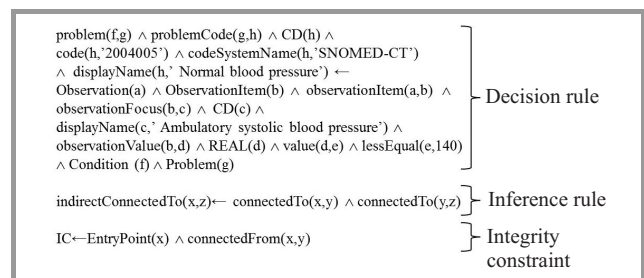 problem(f,g) ∧ problemCode(g,h) ∧ CD(h) ∧
code(h,'2004005') ∧ codeSystemName(h,'SNOMED-CT')
∧ displayName(h,' Normal blood pressure') ←
Observation(a) ∧ ObservationItem(b) ∧ observationItem(a,b) ∧
observationFocus(b,c) ∧ CD(c) ∧
displayName(c,' Ambulatory systolic blood pressure') ∧
observationValue(b,d) ∧ REAL(d) ∧ value(d,e) ∧ lessEqual(e,140)
∧ Condition (f) ∧ Problem(g)
Decision rule
indirectConnectedTo(x,z)← connectedTo(x,y) ∧ connectedTo(y,z)
Inference rule
IC←EntryPoint(x) ∧ connectedFrom(x,y)
Integrity
constraint